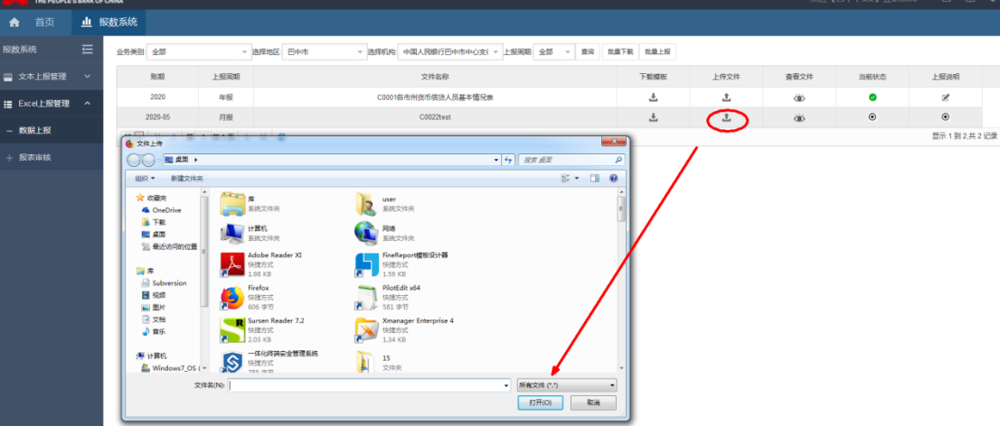 THE PEOPLE'S BANK OF CHINA
首页
报数系统
报数系统
文本上报管理
Excel上报管理
数据上报
报表审核
业务类别: 全部 选择地区: 巴中市 选择机构: 中国人民银行巴中市中心支 上报周期: 全部 查询 批量下载 批量上报
账期 上报周期 文件名称 下载模板 上传文件 查看文件 当前状态 上报说明
2020 年报 C0001各市州货币信贷人员基本情况表
2020-05 月报 C0022test
显示 1 到 2,共 2 记录
文件上传
桌面
搜索 桌面
组织 新建文件夹
收藏夹
OneDrive
下载
桌面
最近访问的位置
库
Subversion
视频
图片
文档
音乐
计算机
Windows7_OS (
库
系统文件夹
user
系统文件夹
计算机
系统文件夹
网络
系统文件夹
Adobe Reader XI
快捷方式
1.98 KB
FineReport模板设计器
快捷方式
1.59 KB
Firefox
快捷方式
606 字节
PilotEdit x64
快捷方式
581 字节
Sursen Reader 7.2
快捷方式
2.03 KB
Xmanager Enterprise 4
快捷方式
1.34 KB
一体化终端安全管理系统
快捷方式
785 字节
15
文件夹
文件名(N):
所有文件 (*.*)
打开(O) 取消